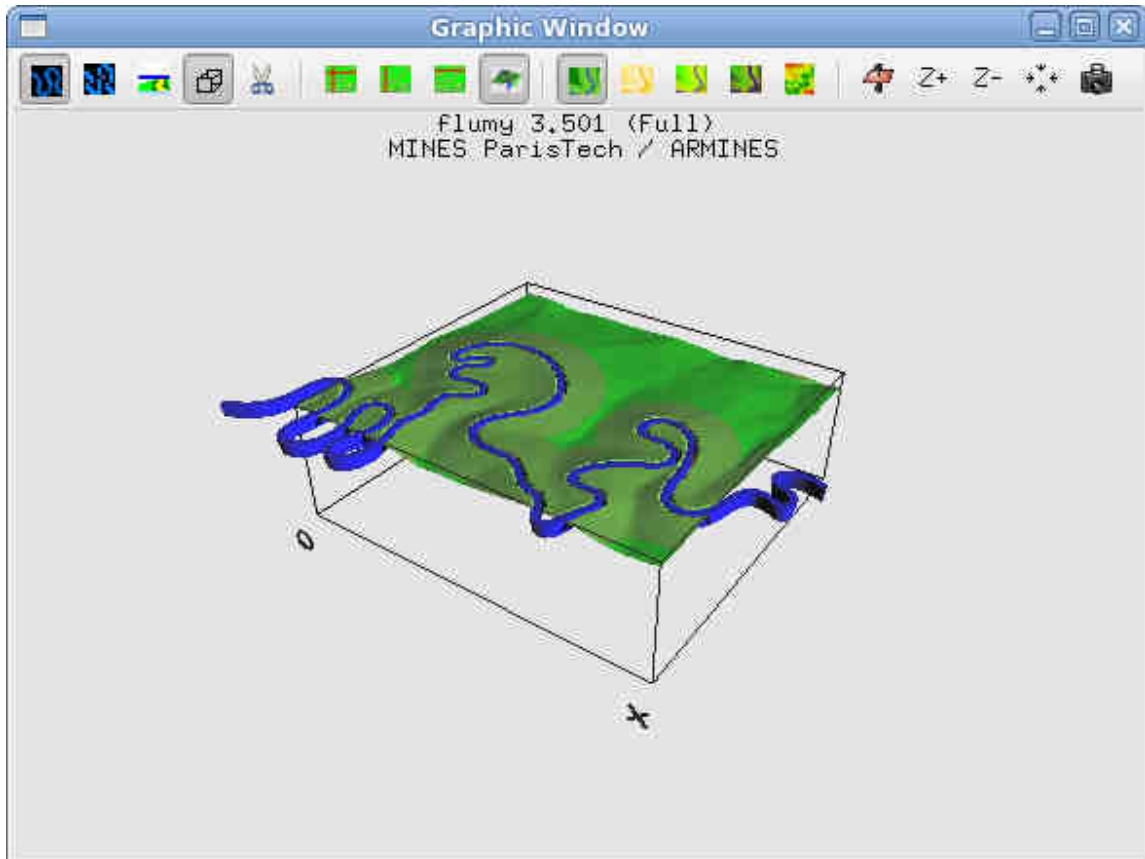 Graphic Window
Z+ Z-
flumy 3.501 (Full)
MINES ParisTech / ARMINES
0
X